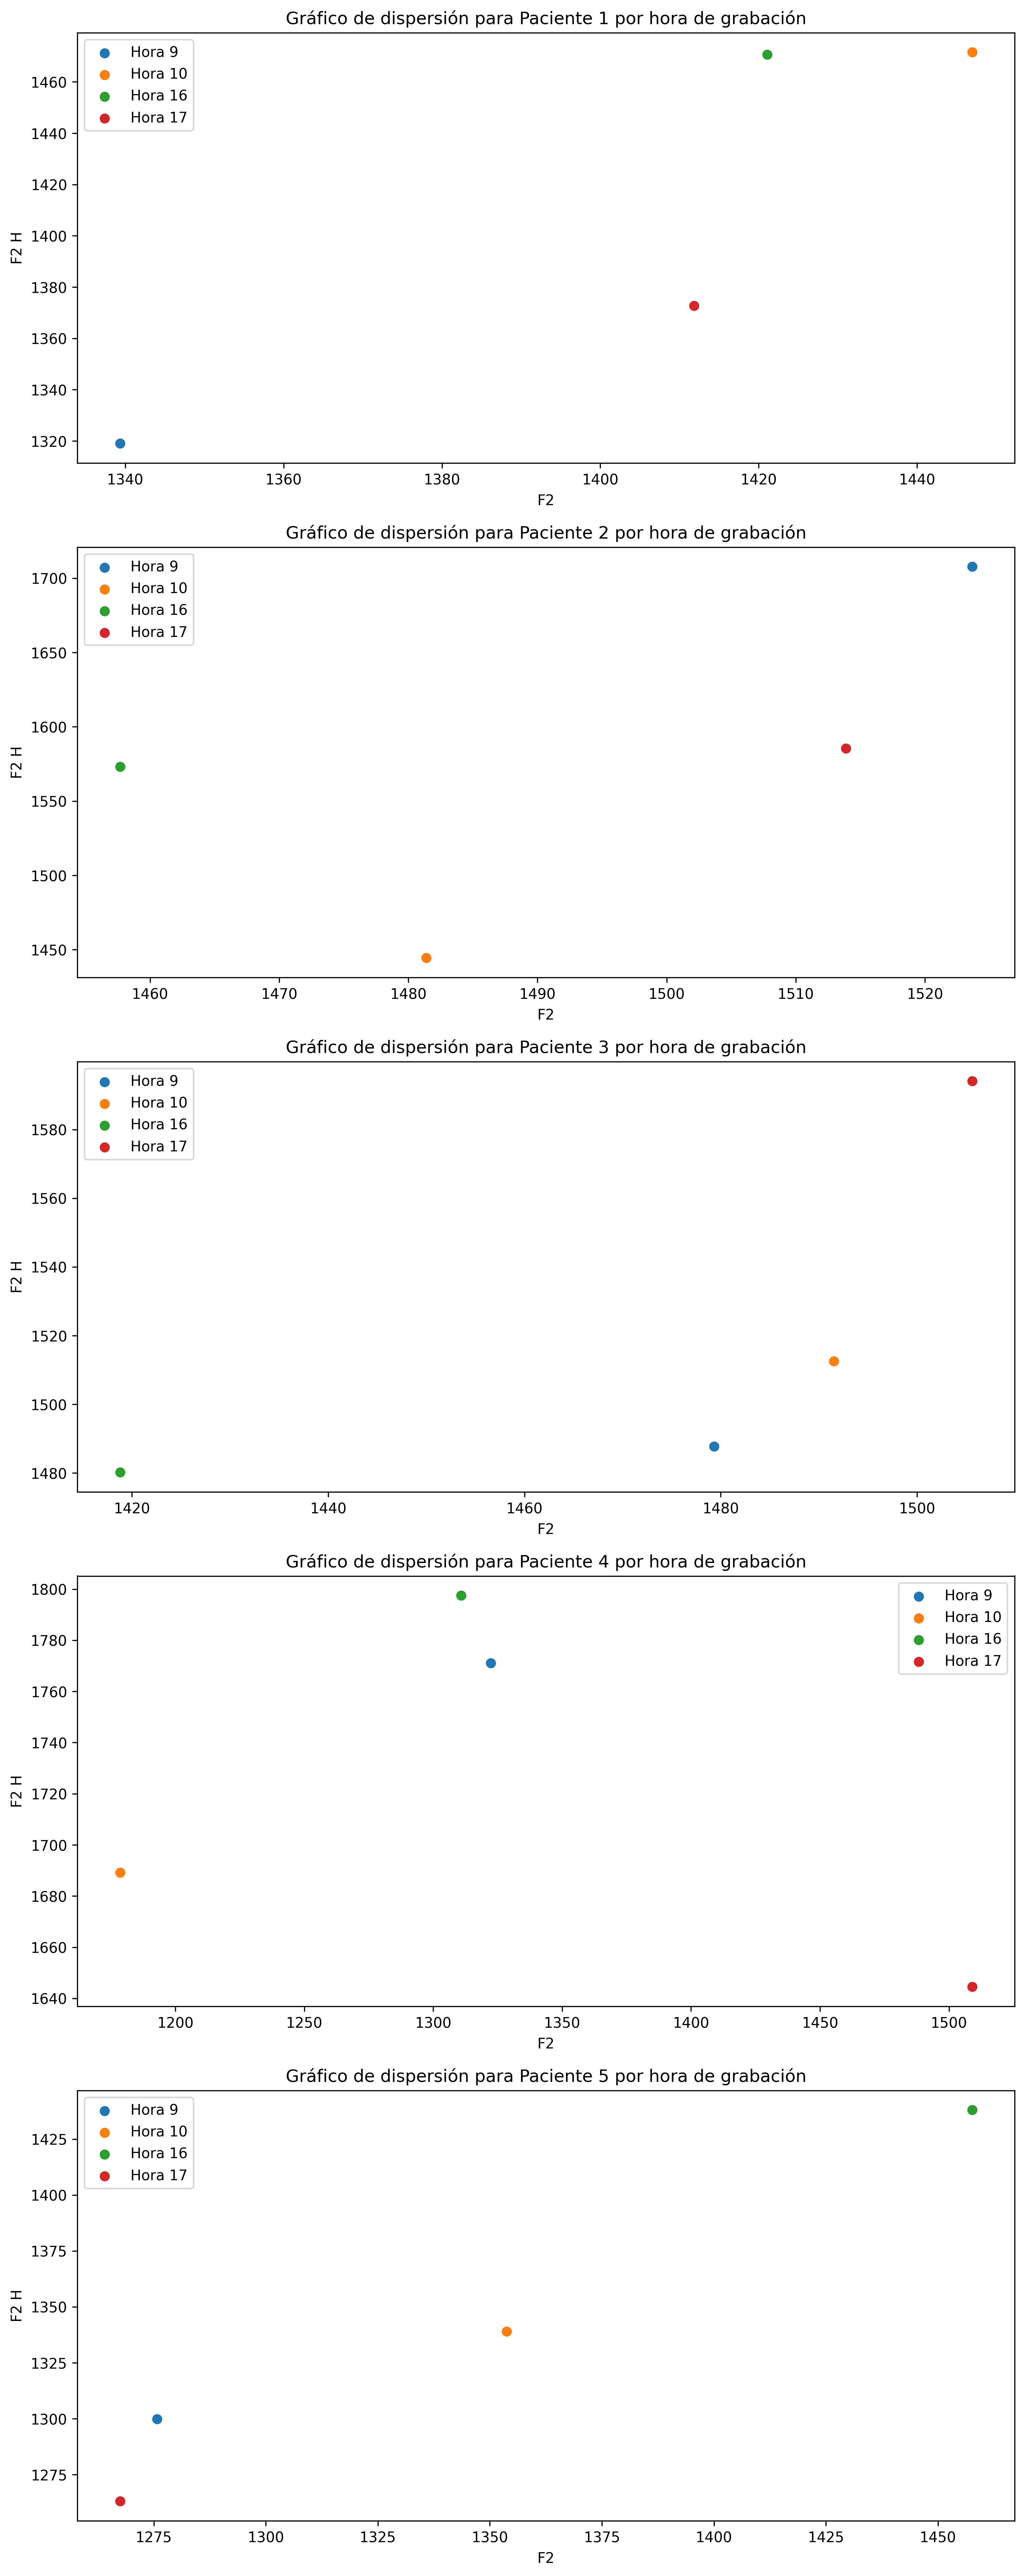 Gráfico de dispersión para Paciente 1 por hora de grabación
Hora 9
Hora 10
Hora 16
Hora 17
1460
1440
1420
1400
1380
1360
1340
1320
F2 H
1340 1360 1380 1400 1420 1440
F2
Gráfico de dispersión para Paciente 2 por hora de grabación
Hora 9
Hora 10
Hora 16
Hora 17
1700
1650
1600
1550
1500
1450
F2 H
1460 1470 1480 1490 1500 1510 1520
F2
Gráfico de dispersión para Paciente 3 por hora de grabación
Hora 9
Hora 10
Hora 16
Hora 17
1580
1560
1540
1520
1500
1480
F2 H
1420 1440 1460 1480 1500
F2
Gráfico de dispersión para Paciente 4 por hora de grabación
Hora 9
Hora 10
Hora 16
Hora 17
1800
1780
1760
1740
1720
1700
1680
1660
1640
F2 H
1200 1250 1300 1350 1400 1450 1500
F2
Gráfico de dispersión para Paciente 5 por hora de grabación
Hora 9
Hora 10
Hora 16
Hora 17
1425
1400
1375
1350
1325
1300
1275
F2 H
1275 1300 1325 1350 1375 1400 1425 1450
F2